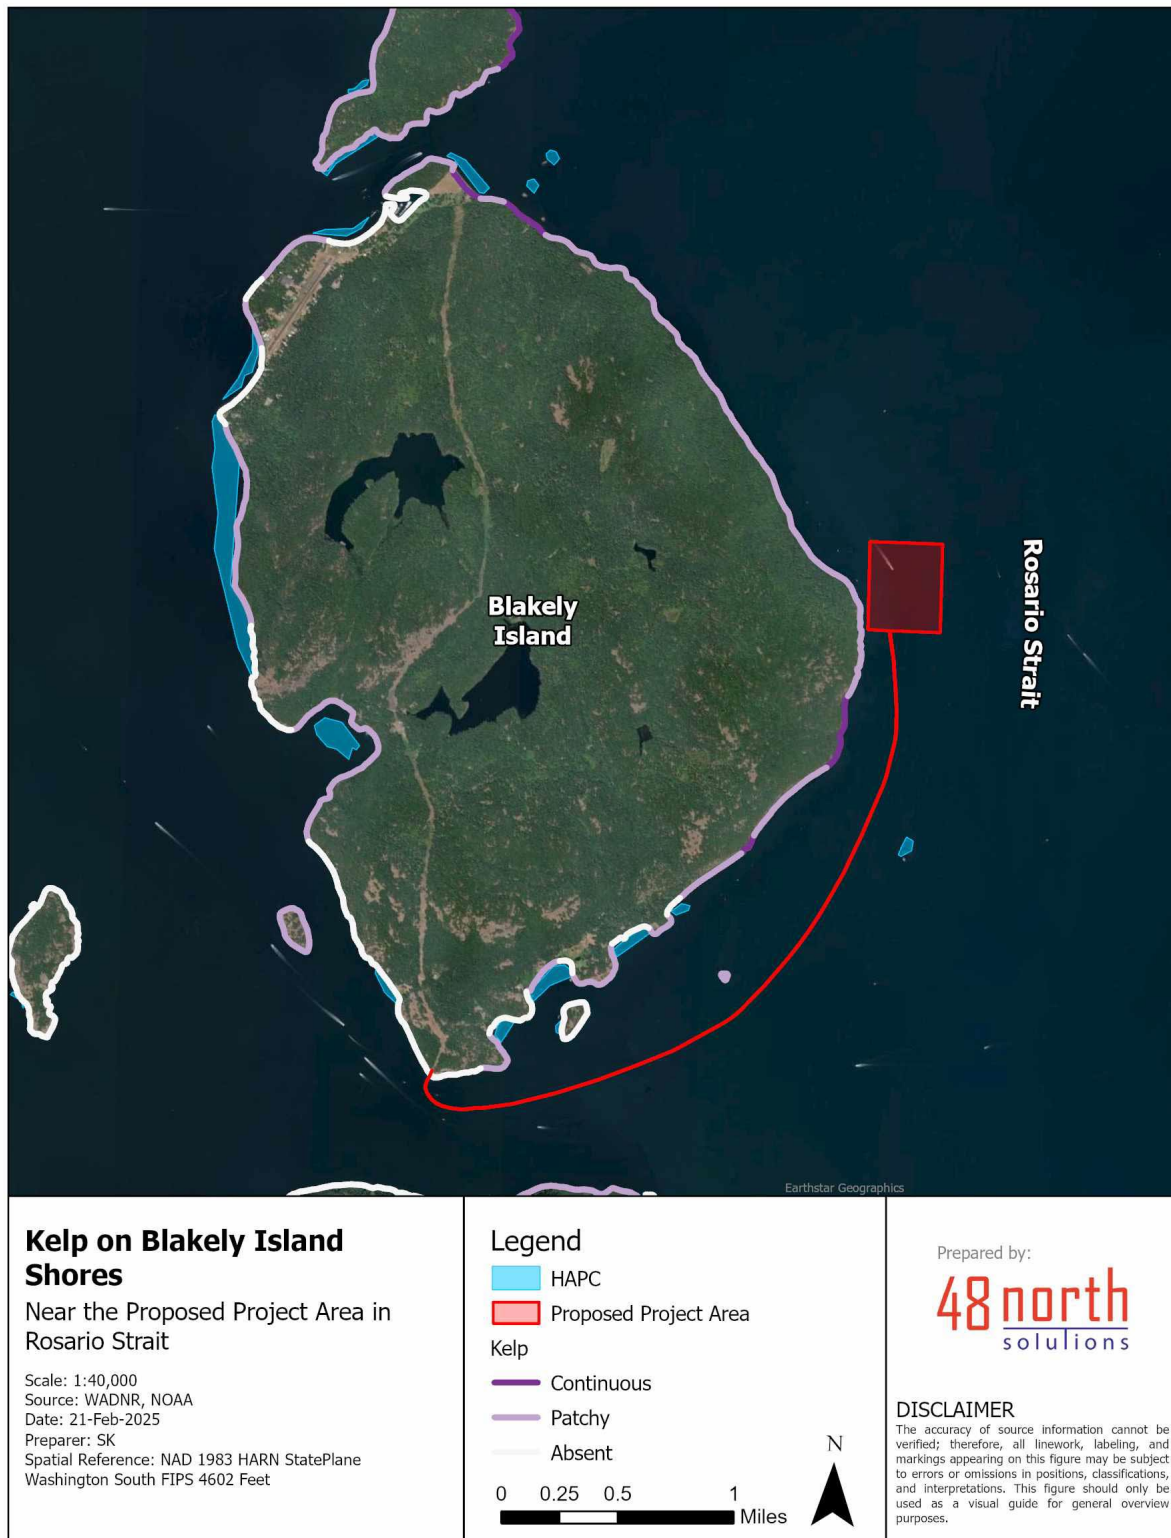 Blakely
Island
Rosario Strait
Earthstar Geographics
Kelp on Blakely Island
Shores
Near the Proposed Project Area in
Rosario Strait
Scale: 1:40,000
Source: WADNR, NOAA
Date: 21-Feb-2025
Preparer: SK
Spatial Reference: NAD 1983 HARN StatePlane
Washington South FIPS 4602 Feet
Legend
HAPC
Proposed Project Area
Kelp
Continuous
Patchy
Absent
0 0.25 0.5 1
Miles
N
Prepared by:
48 north
solutions
DISCLAIMER
The accuracy of source information cannot be
verified; therefore, all linework, labeling, and
markings appearing on this figure may be subject
to errors or omissions in positions, classifications,
and interpretations. This figure should only be
used as a visual guide for general overview
purposes.